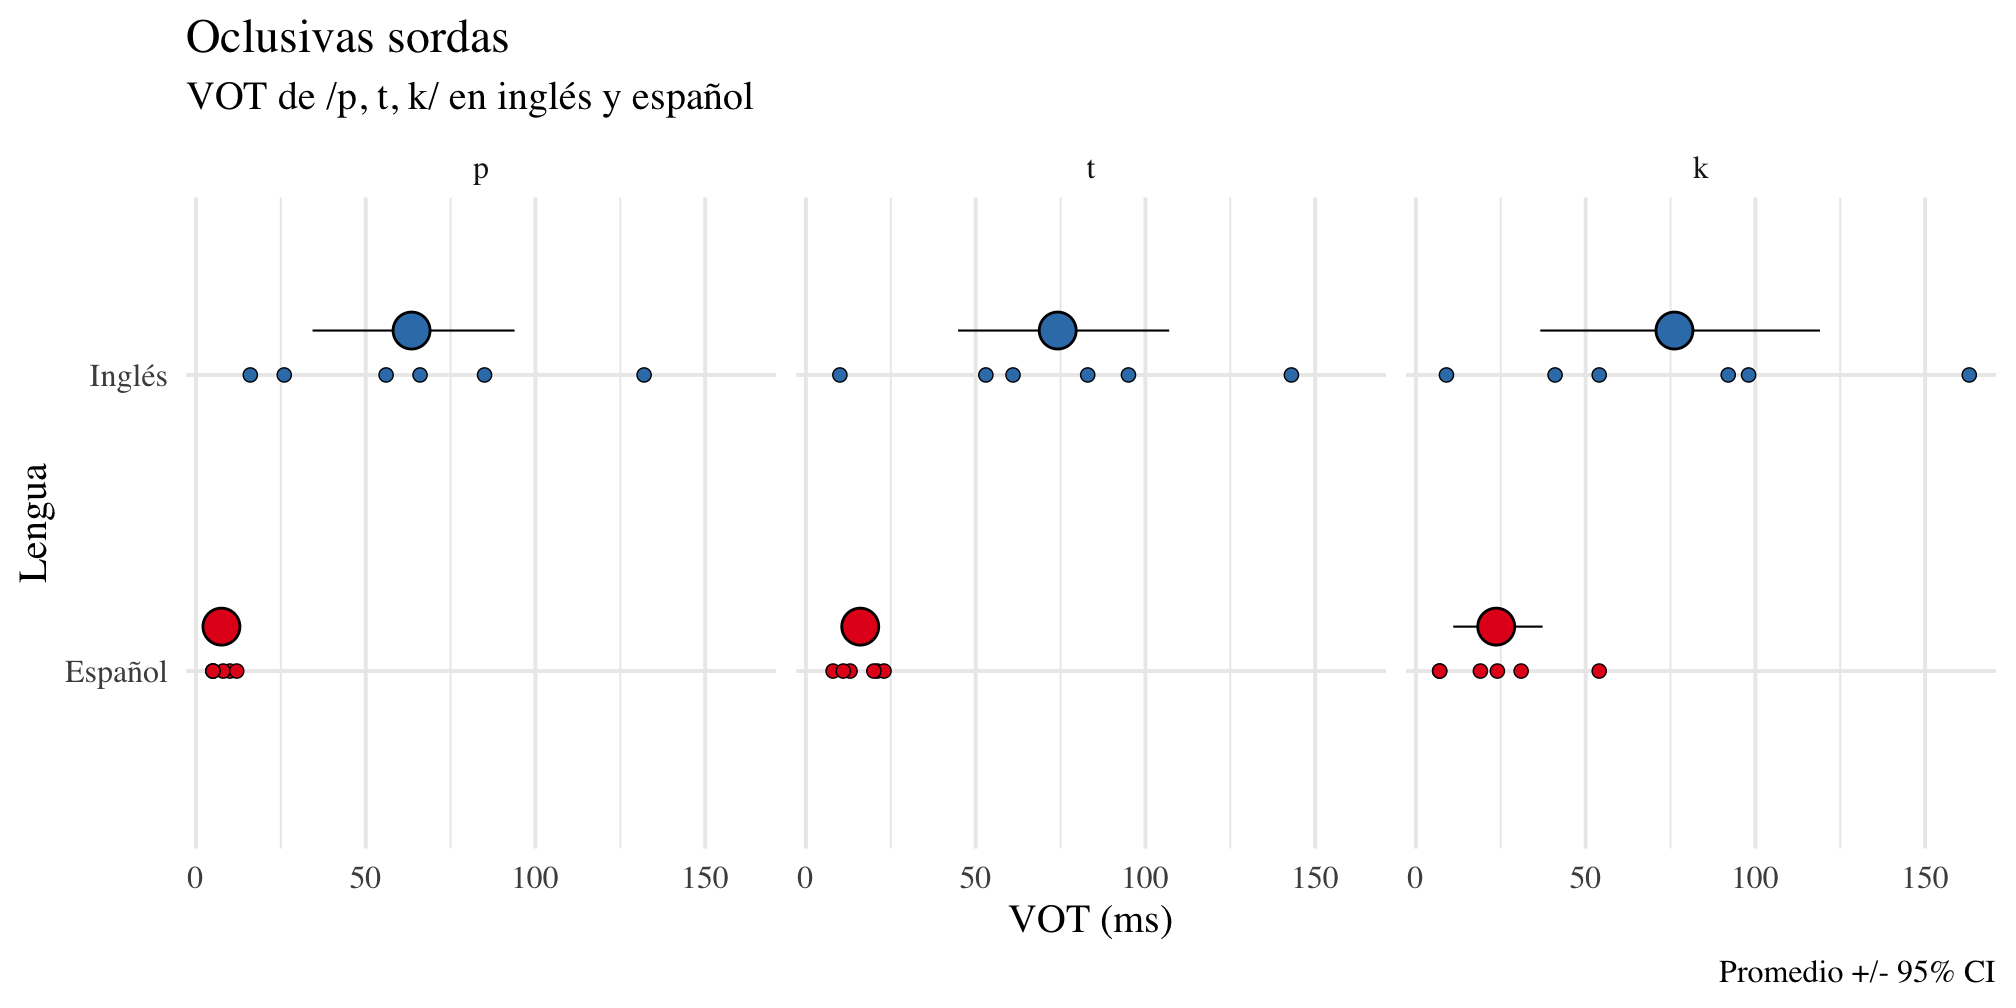 Oclusivas sordas
VOT de /p, t, k/ en inglés y español
p
t
k
Lengua
Inglés
Español
0 50 100 150
0 50 100 150
0 50 100 150
VOT (ms)
Promedio +/- 95% CI